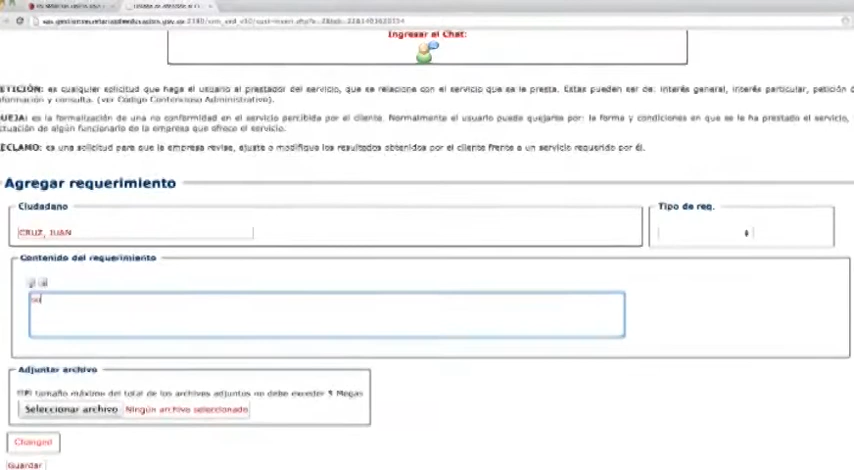 Ingresar al Chat:
ETICIÓN: es cualquier solicitud que haga el usuario al prestador del servicio, que se relacione con el servicio que se le presta. Estas pueden ser de: interés general, interés particular, petición d
nformación y consulta. (ver Código Contencioso Administrativo).
UEJA: es la formalización de una no conformidad en el servicio percibida por el cliente. Normalmente el usuario puede quejarse por: la forma y condiciones en que se le ha prestado el servicio,
ctuación de algún funcionario de la empresa que ofrece el servicio.
ECLAMO: es una solicitud para que la empresa revise, ajuste o modifique los resultados obtenidos por el cliente frente a un servicio requerido por él.
Agregar requerimiento
Ciudadano
Tipo de req.
CRUZ, JUAN
Contenido del requerimiento
Adjuntar archivo
El tamaño máximo del total de los archivos adjuntos no debe exceder 5 Megas
Seleccionar archivo Ningún archivo seleccionado
Changed
Guardar